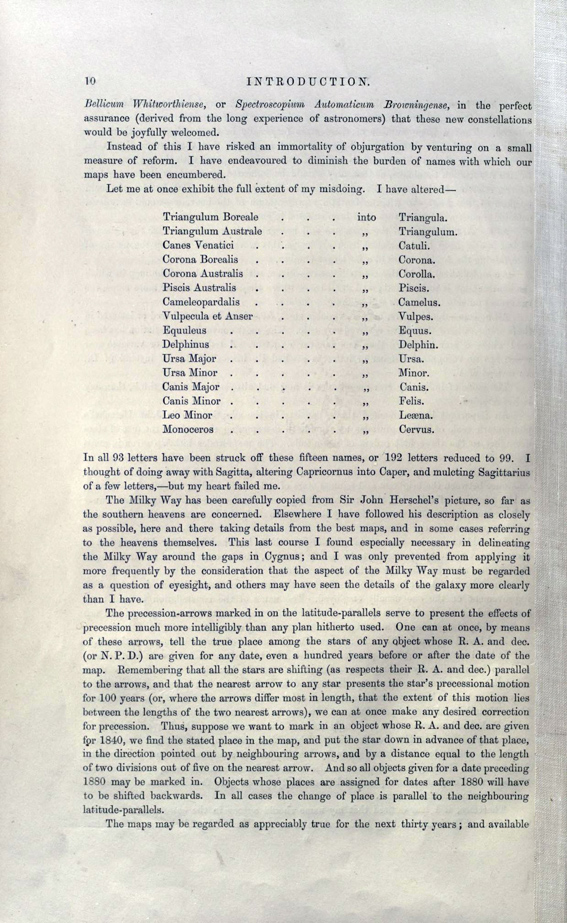 10 INTRODUCTION.
Bellicum Whitworthiense, or Spectroscopium Automaticum Browningense, in the perfect
assurance (derived from the long experience of astronomers) that these new constellations
would be joyfully welcomed.
Instead of this I have risked an immortality of objurgation by venturing on a small
measure of reform. I have endeavoured to diminish the burden of names with which our
maps have been encumbered.
Let me at once exhibit the full extent of my misdoing. I have altered—
Triangulum Boreale . . . into Triangula.
Triangulum Australe . . . „ Triangulum.
Canes Venatici . . . . „ Catuli.
Corona Borealis . . . . „ Corona.
Corona Australis . . . . „ Corolla.
Piscis Australis . . . . „ Piscis.
Cameleopardalis . . . . „ Camelus.
Vulpecula et Anser . . . „ Vulpes.
Equuleus . . . . . „ Equus.
Delphinus . . . . . „ Delphin.
Ursa Major . . . . . „ Ursa.
Ursa Minor . . . . . „ Minor.
Canis Major . . . . . „ Canis.
Canis Minor . . . . . „ Felis.
Leo Minor . . . . . „ Leæna.
Monoceros . . . . . „ Cervus.
In all 93 letters have been struck off these fifteen names, or 192 letters reduced to 99. I
thought of doing away with Sagitta, altering Capricornus into Caper, and mulcting Sagittarius
of a few letters,—but my heart failed me.
The Milky Way has been carefully copied from Sir John Herschel's picture, so far as
the southern heavens are concerned. Elsewhere I have followed his description as closely
as possible, here and there taking details from the best maps, and in some cases referring
to the heavens themselves. This last course I found especially necessary in delineating
the Milky Way around the gaps in Cygnus; and I was only prevented from applying it
more frequently by the consideration that the aspect of the Milky Way must be regarded
as a question of eyesight, and others may have seen the details of the galaxy more clearly
than I have.
The precession-arrows marked in on the latitude-parallels serve to present the effects of
precession much more intelligibly than any plan hitherto used. One can at once, by means
of these arrows, tell the true place among the stars of any object whose R. A. and dec.
(or N. P. D.) are given for any date, even a hundred years before or after the date of the
map. Remembering that all the stars are shifting (as respects their R. A. and dec.) parallel
to the arrows, and that the nearest arrow to any star presents the star's precessional motion
for 100 years (or, where the arrows differ most in length, that the extent of this motion lies
between the lengths of the two nearest arrows), we can at once make any desired correction
for precession. Thus, suppose we want to mark in an object whose R. A. and dec. are given
for 1840, we find the stated place in the map, and put the star down in advance of that place,
in the direction pointed out by neighbouring arrows, and by a distance equal to the length
of two divisions out of five on the nearest arrow. And so all objects given for a date preceding
1880 may be marked in. Objects whose places are assigned for dates after 1880 will have
to be shifted backwards. In all cases the change of place is parallel to the neighbouring
latitude-parallels.
The maps may be regarded as appreciably true for the next thirty years; and available